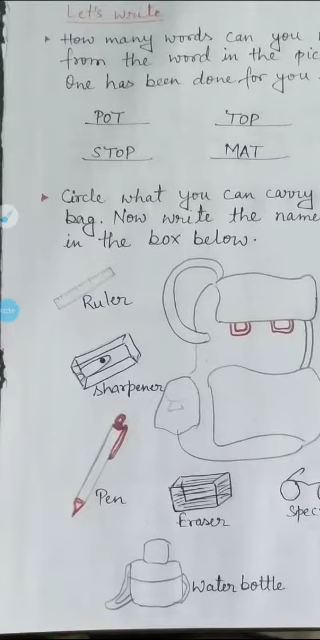 Let's write
How many words can you
from the word in the pic
One has been done for you.
POT TOP
STOP MAT
Circle what you can carry
bag. Now write the name
in the box below.
Ruler
Sharpener
Pen
Eraser
Spec
Water bottle